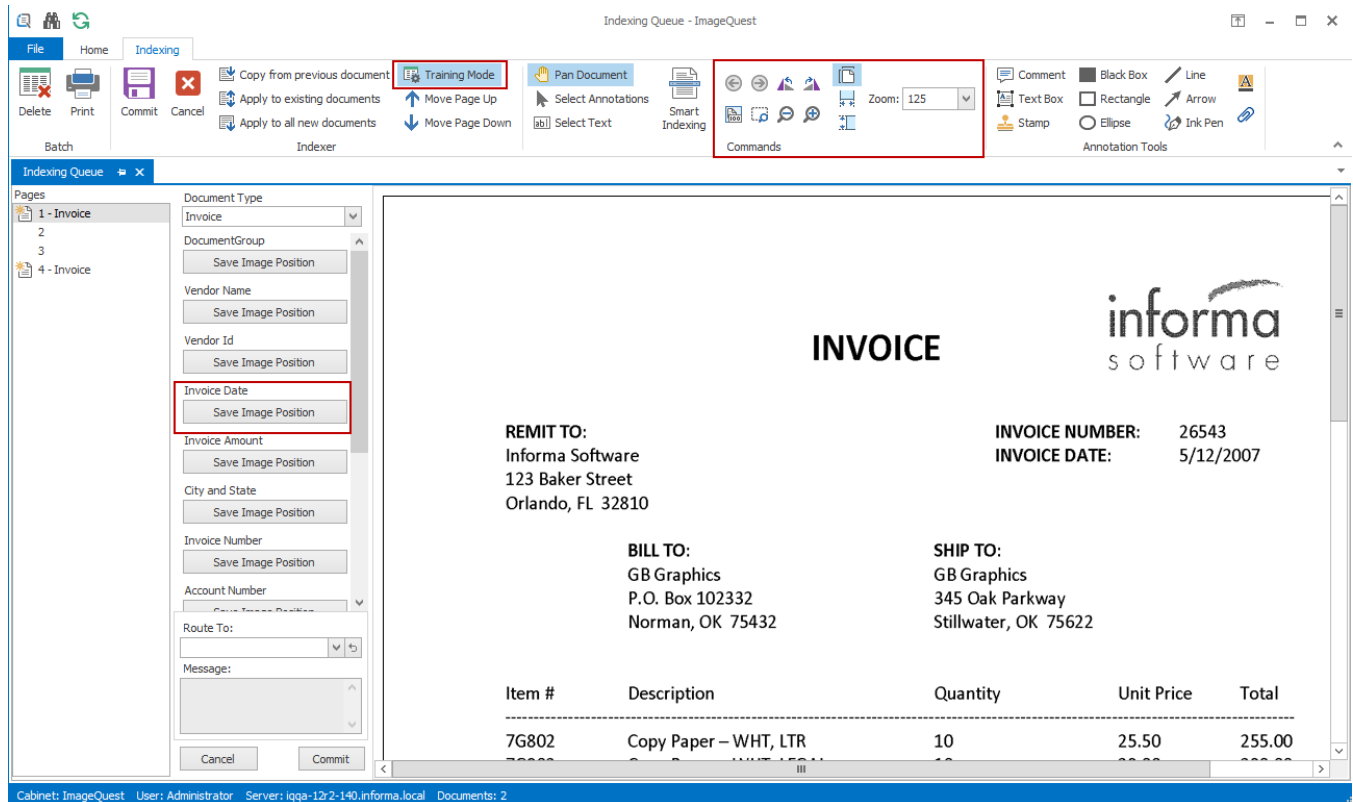 Indexing Queue - ImageQuest
File Home Indexing
Delete Print Commit Cancel
Copy from previous document
Apply to existing documents
Apply to all new documents
Training Mode
Move Page Up
Move Page Down
Pan Document
Select Annotations
Select Text
Smart Indexing
Zoom: 125
Comment
Text Box
Stamp
Black Box
Rectangle
Ellipse
Line
Arrow
Ink Pen
A
Batch Indexer Commands Annotation Tools
Indexing Queue
Pages
1 - Invoice
2
3
4 - Invoice
Document Type
Invoice
DocumentGroup
Save Image Position
Vendor Name
Save Image Position
Vendor Id
Save Image Position
Invoice Date
Save Image Position
Invoice Amount
Save Image Position
City and State
Save Image Position
Invoice Number
Save Image Position
Account Number
Save Image Position
Route To:
Message:
Cancel Commit
informa
software
INVOICE
REMIT TO:
Informa Software
123 Baker Street
Orlando, FL 32810
INVOICE NUMBER: 26543
INVOICE DATE: 5/12/2007
BILL TO:
GB Graphics
P.O. Box 102332
Norman, OK 75432
SHIP TO:
GB Graphics
345 Oak Parkway
Stillwater, OK 75622
Item # Description Quantity Unit Price Total
7G802 Copy Paper – WHT, LTR 10 25.50 255.00
Cabinet: ImageQuest User: Administrator Server: iqqa-12r2-140.informa.local Documents: 2